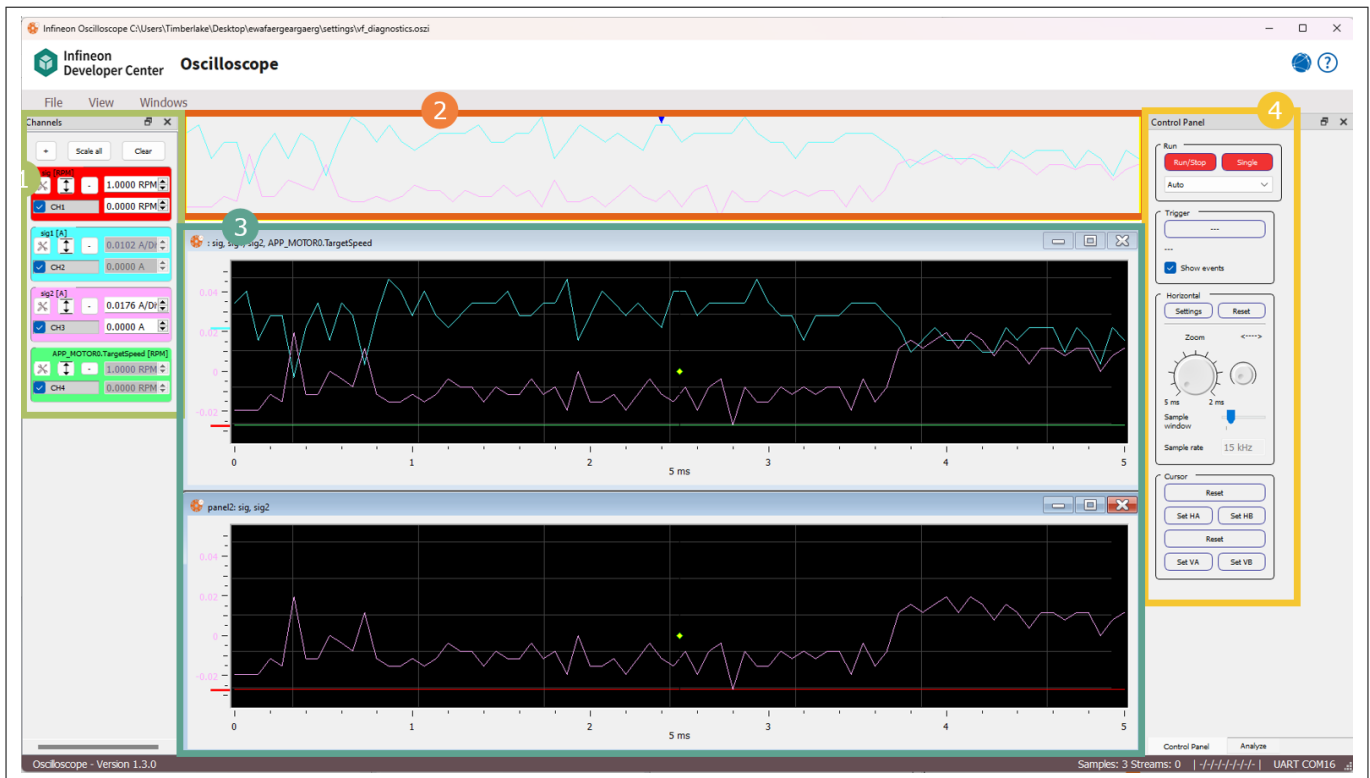 Infineon Oscilloscope C:\Users\Timberlake\Desktop\ewafaergeargaerg\settings\vf_diagnostics.oszi
Infineon
Developer Center
Oscilloscope
File View Windows
Channels
+ Scale all Clear
1
sig [RPM]
- 1.0000 RPM
CH1 0.0000 RPM
sig1 [A]
- 0.0102 A/Di
CH2 0.0000 A
sig2 [A]
- 0.0176 A/Di
CH3 0.0000 A
APP_MOTOR0.TargetSpeed [RPM]
- 1.0000 RPM
CH4 0.0000 RPM
2
3
: sig, sig1, sig2, APP_MOTOR0.TargetSpeed
0.04
0.02
0
-0.02
0 1 2 3 4 5
5 ms
panel2: sig, sig2
0.04
0.02
0
-0.02
0 1 2 3 4 5
5 ms
4
Control Panel
Run
Run/Stop Single
Auto
Trigger
---
---
Show events
Horizontal
Settings Reset
Zoom <---->
5 ms 2 ms
Sample
window
Sample rate 15 kHz
Cursor
Reset
Set HA Set HB
Reset
Set VA Set VB
Control Panel Analyze
Oscilloscope - Version 1.3.0
Samples: 3 Streams: 0 | -/-/-/-/-/-/-/- | UART COM16